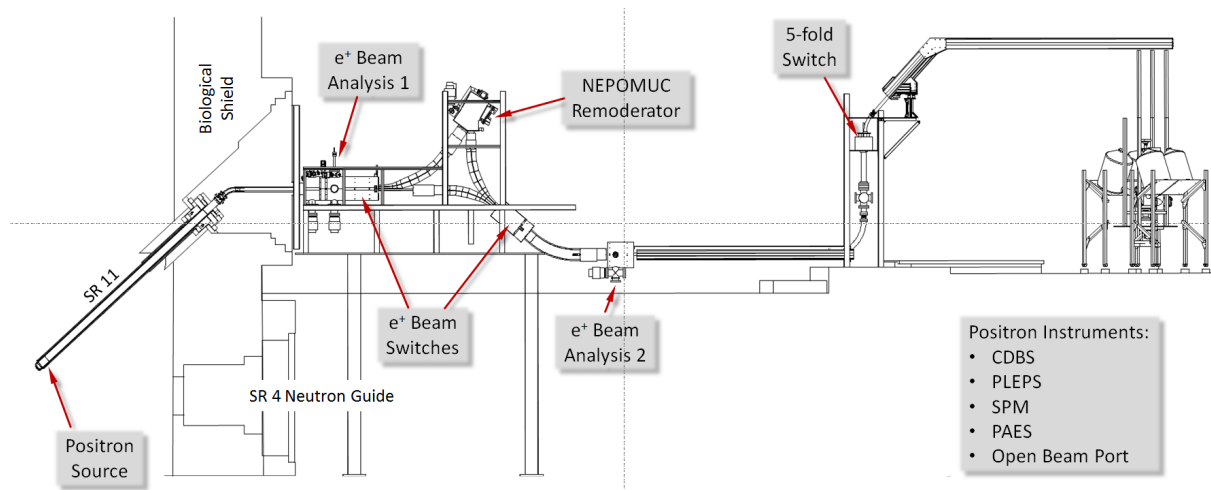 Biological
Shield
e+ Beam
Analysis 1
NEPOMUC
Remoderator
5-fold
Switch
SR 11
e+ Beam
Switches
e+ Beam
Analysis 2
SR 4 Neutron Guide
Positron
Source
Positron Instruments:
• CDBS
• PLEPS
• SPM
• PAES
• Open Beam Port